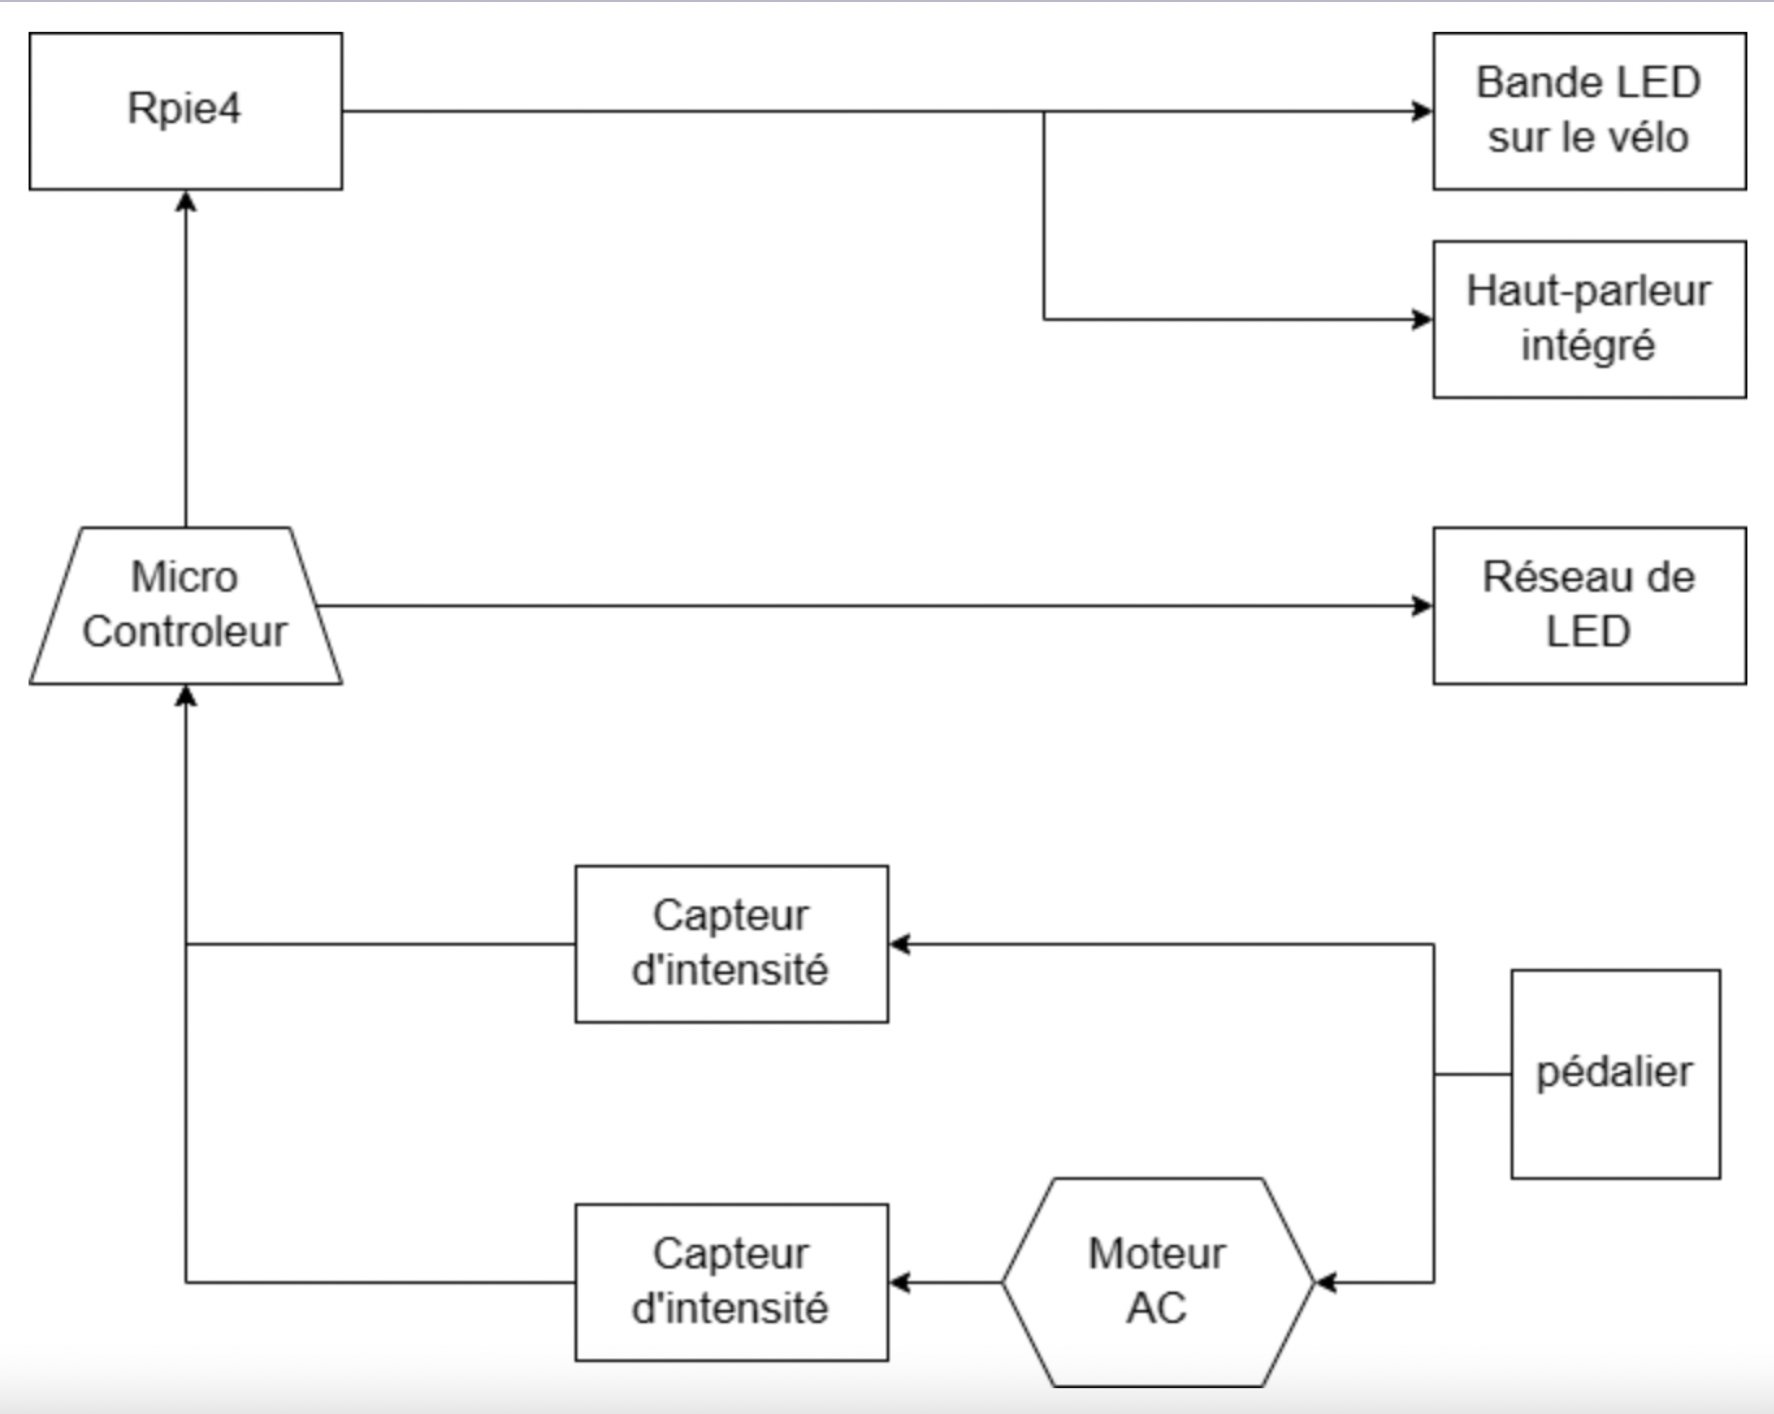 Rpie4
Bande LED
sur le vélo
Haut-parleur
intégré
Micro
Controleur
Réseau de
LED
Capteur
d'intensité
pédalier
Capteur
d'intensité
Moteur
AC